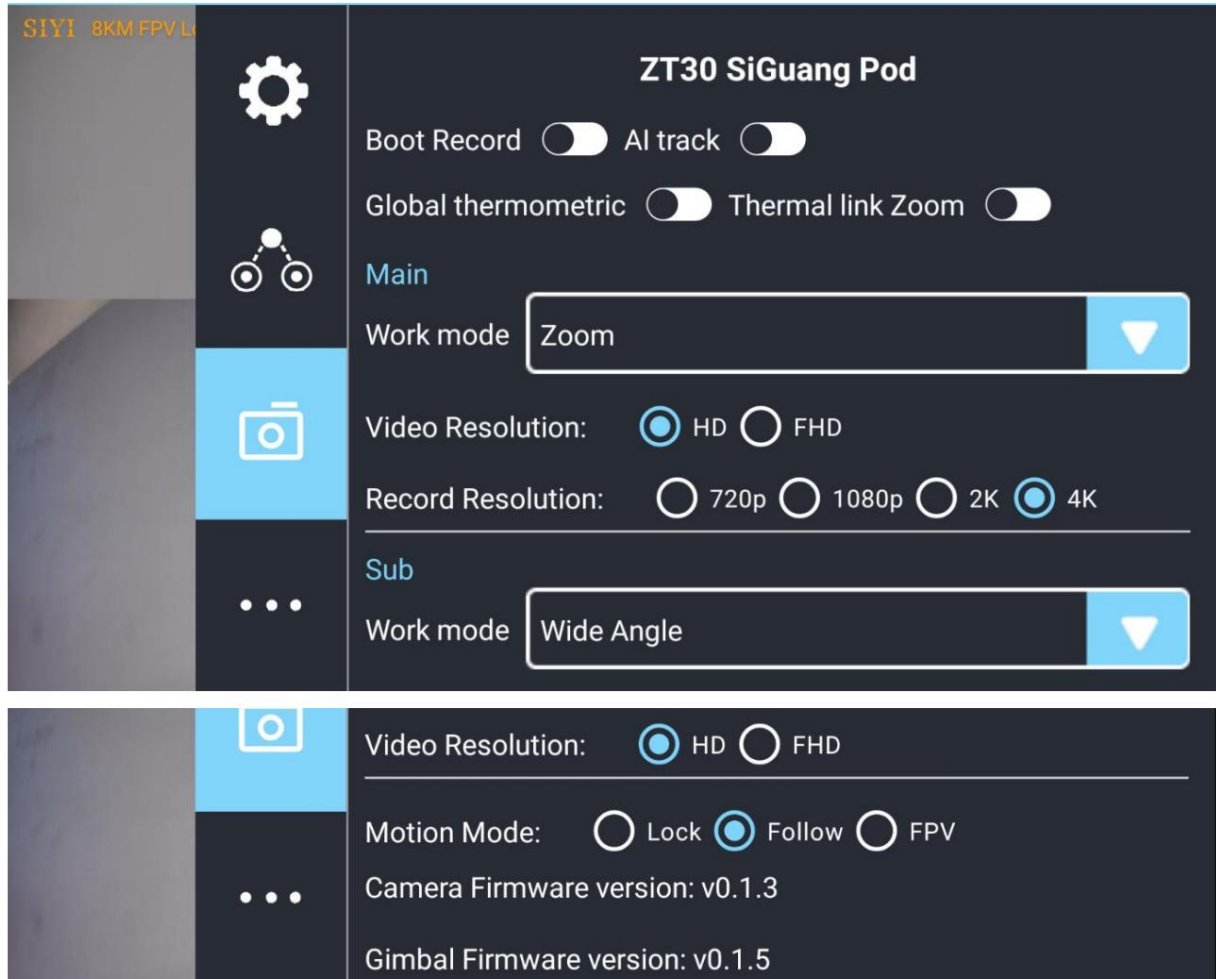 SIYI 8KM FPV
ZT30 SiGuang Pod
Boot Record AI track
Global thermometric Thermal link Zoom
Main
Work mode Zoom
Video Resolution: HD FHD
Record Resolution: 720p 1080p 2K 4K
Sub
Work mode Wide Angle
Video Resolution: HD FHD
Motion Mode: Lock Follow FPV
Camera Firmware version: v0.1.3
Gimbal Firmware version: v0.1.5